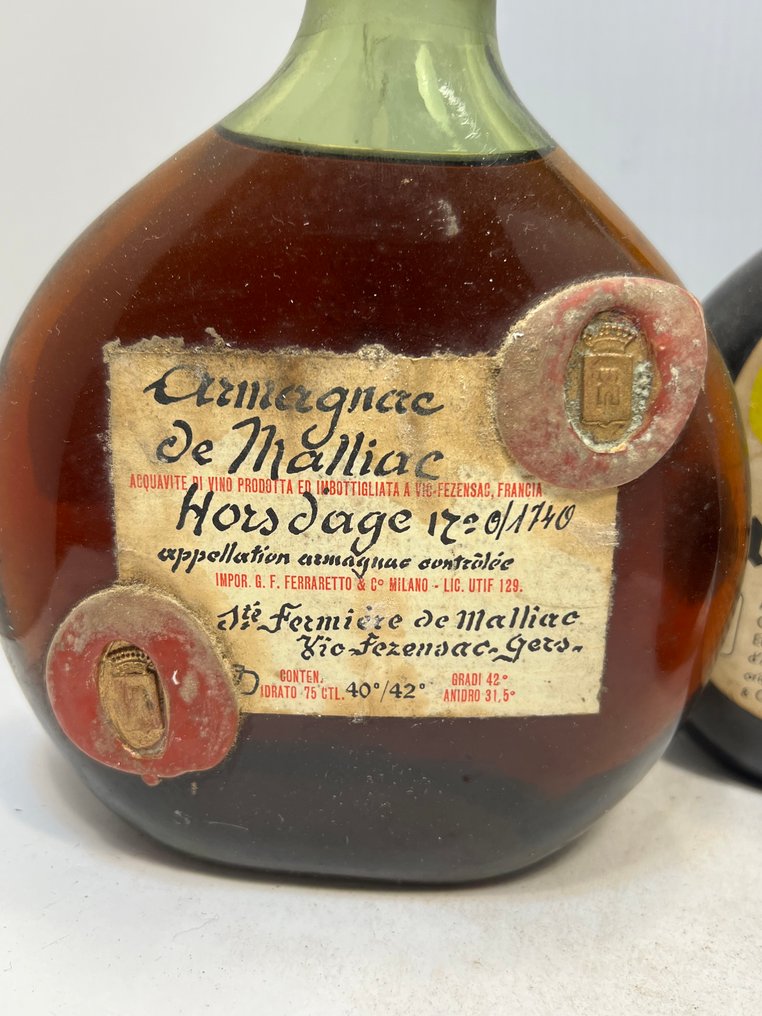 Armagnac
de Malliac
ACQUAVITE DI VINO PRODOTTA ED IMBOTTIGLIATA A VIC-FEZENSAC, FRANCIA
Hors d'age n° 0/1740
appellation armagnac contrôlée
IMPOR. G. F. FERRARETTO & C° MILANO - LIC. UTIF 129.
Sté Fermière de Malliac
Vic-Fezensac-Gers-
CONTEN. GRADI 42°
IDRATO 75 CTL. 40°/42° ANIDRO 31,5°